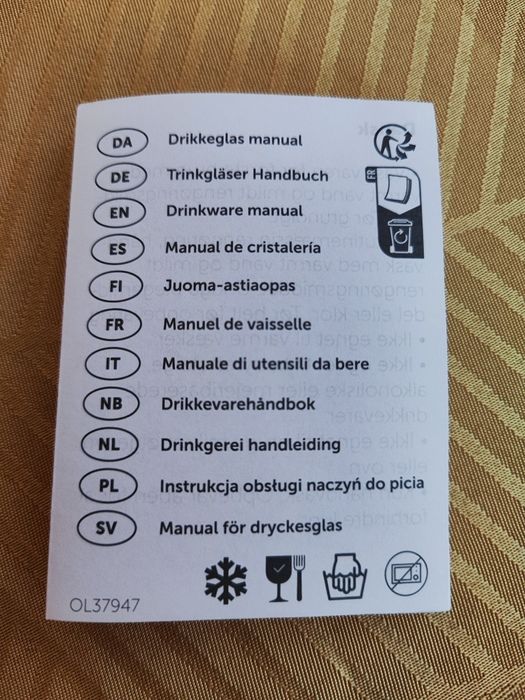 DA Drikkeglas manual
DE Trinkgläser Handbuch
FR
EN Drinkware manual
ES Manual de cristalería
FI Juoma-astiaopas
FR Manuel de vaisselle
IT Manuale di utensili da bere
NB Drikkevarehåndbok
NL Drinkgerei handleiding
PL Instrukcja obsługi naczyń do picia
SV Manual för dryckesglas
OL37947